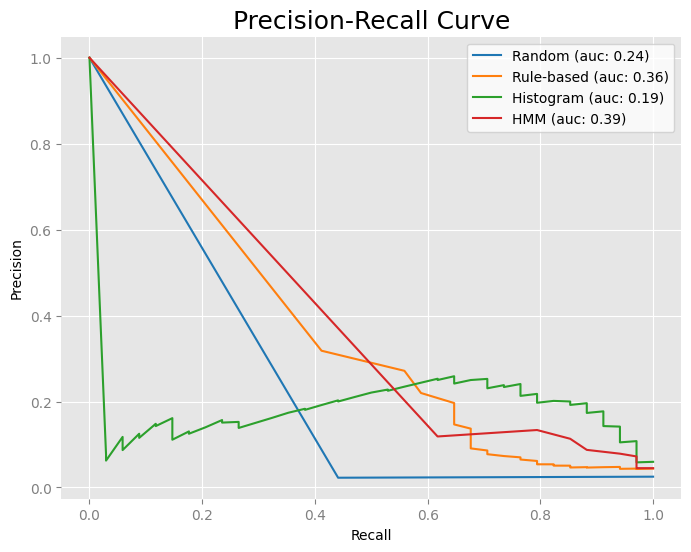 Precision-Recall Curve
Random (auc: 0.24)
Rule-based (auc: 0.36)
Histogram (auc: 0.19)
HMM (auc: 0.39)
1.0
0.8
0.6
0.4
0.2
0.0
Precision
0.0 0.2 0.4 0.6 0.8 1.0
Recall